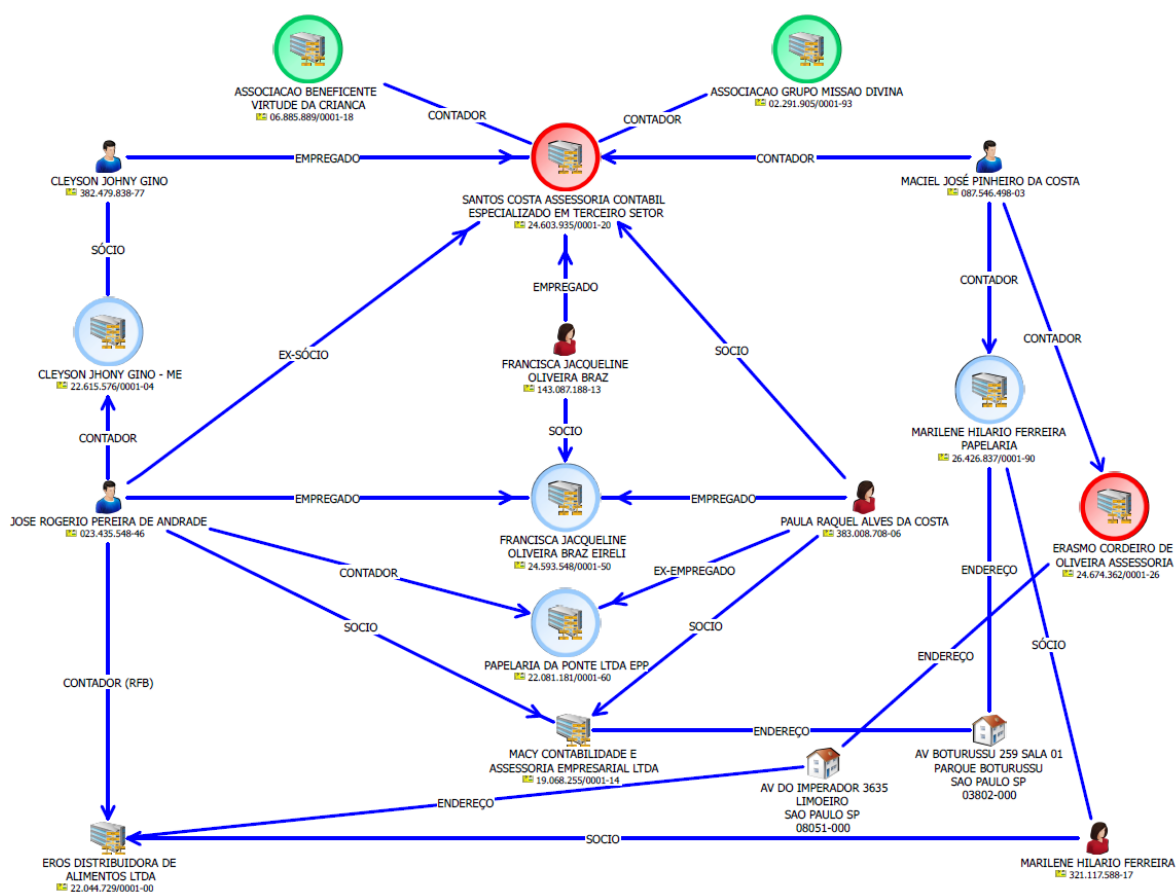 ASSOCIACAO BENEFICENTE
VIRTUDE DA CRIANCA
06.885.889/0001-18
ASSOCIACAO GRUPO MISSAO DIVINA
02.291.905/0001-93
CONTADOR
CONTADOR
EMPREGADO
CONTADOR
CLEYSON JOHNY GINO
382.479.838-77
MACIEL JOSÉ PINHEIRO DA COSTA
087.546.498-03
SANTOS COSTA ASSESSORIA CONTABIL
ESPECIALIZADO EM TERCEIRO SETOR
24.603.935/0001-20
SÓCIO
CONTADOR
EMPREGADO
CONTADOR
EX-SÓCIO
SOCIO
FRANCISCA JACQUELINE
OLIVEIRA BRAZ
143.087.188-13
CLEYSON JHONY GINO - ME
22.615.576/0001-04
MARILENE HILARIO FERREIRA
PAPELARIA
26.426.837/0001-90
CONTADOR
SOCIO
EMPREGADO
EMPREGADO
JOSE ROGERIO PEREIRA DE ANDRADE
023.435.548-46
PAULA RAQUEL ALVES DA COSTA
383.008.708-06
FRANCISCA JACQUELINE
OLIVEIRA BRAZ EIRELI
24.593.548/0001-50
ERASMO CORDEIRO DE
OLIVEIRA ASSESSORIA
24.674.362/0001-26
CONTADOR
EX-EMPREGADO
ENDEREÇO
SOCIO
SOCIO
ENDEREÇO
SÓCIO
PAPELARIA DA PONTE LTDA EPP
22.081.181/0001-60
CONTADOR (RFB)
ENDEREÇO
MACY CONTABILIDADE E
ASSESSORIA EMPRESARIAL LTDA
19.068.255/0001-14
AV BOTURUSSU 259 SALA 01
PARQUE BOTURUSSU
SAO PAULO SP
03802-000
AV DO IMPERADOR 3635
LIMOEIRO
SAO PAULO SP
08051-000
ENDEREÇO
SOCIO
EROS DISTRIBUIDORA DE
ALIMENTOS LTDA
22.044.729/0001-00
MARILENE HILARIO FERREIRA
321.117.588-17